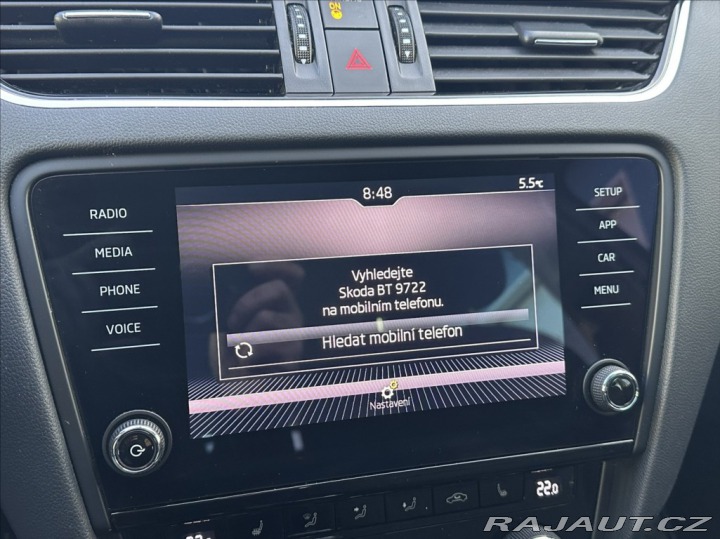 ON
8:48
5.5°C
RADIO
MEDIA
PHONE
VOICE
SETUP
APP
CAR
MENU
Vyhledejte
Skoda BT 9722
na mobilním telefonu.
Hledat mobilní telefon
Nastavení
22.0
RAJAUT.CZ